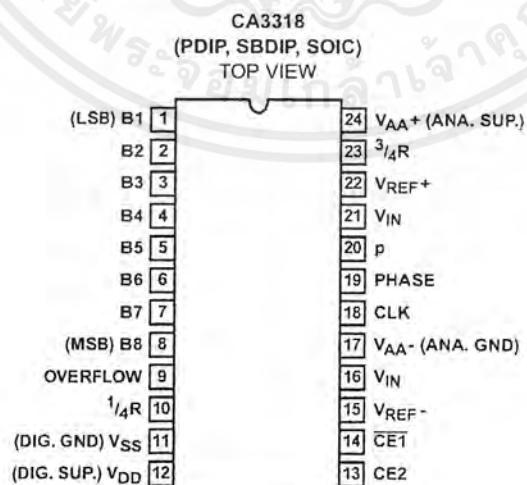 CA3318
(PDIP, SBDIP, SOIC)
TOP VIEW
(LSB) B1 1
B2 2
B3 3
B4 4
B5 5
B6 6
B7 7
(MSB) B8 8
OVERFLOW 9
1/4R 10
(DIG. GND) VSS 11
(DIG. SUP.) VDD 12
24 VAA+ (ANA. SUP.)
23 3/4R
22 VREF+
21 VIN
20 p
19 PHASE
18 CLK
17 VAA- (ANA. GND)
16 VIN
15 VREF-
14 C̅E̅1̅
13 CE2